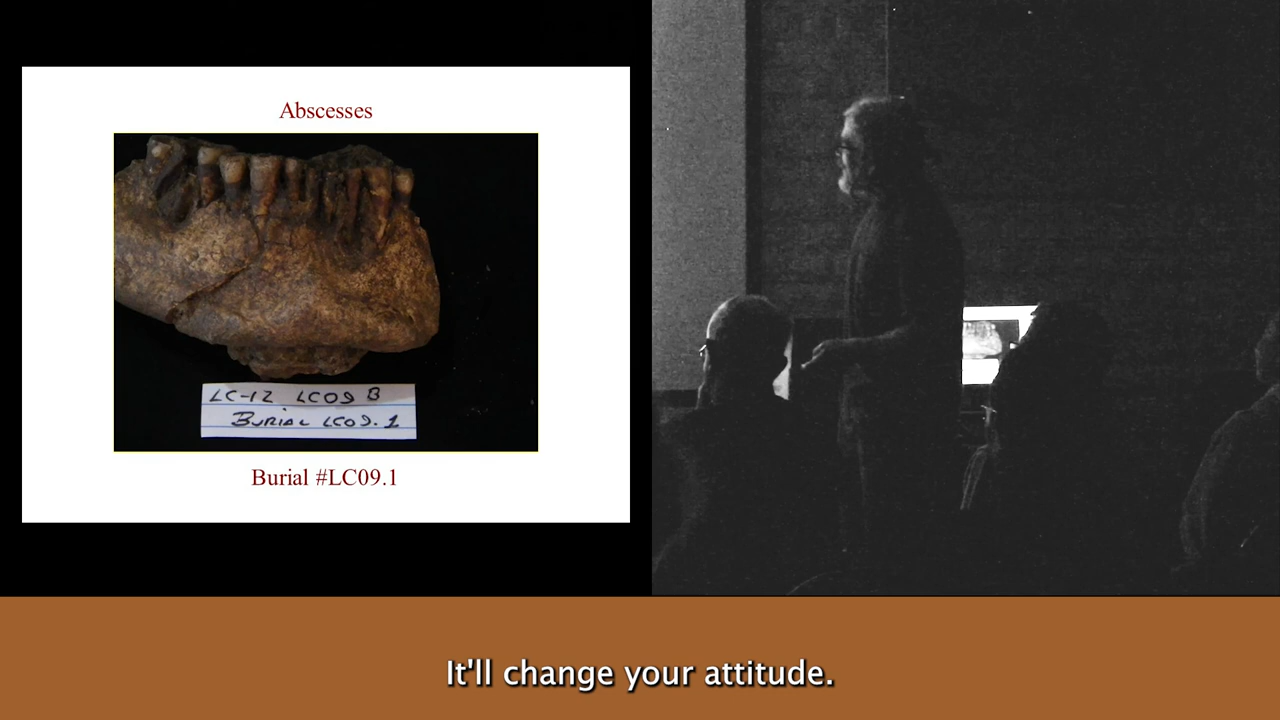 Abscesses
LC-12 LC09 B
BURIAL LC09.1
Burial #LC09.1
It'll change your attitude.